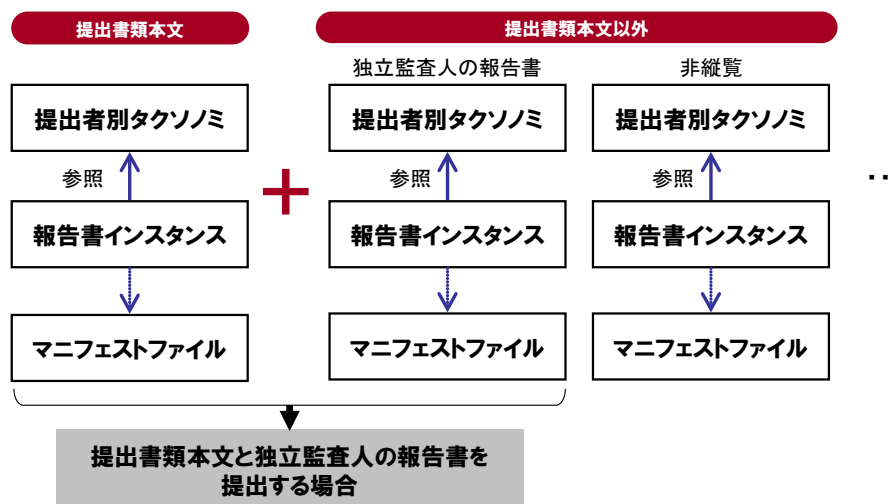 提出書類本文
提出書類本文以外
独立監査人の報告書
非縦覧
提出者別タクソノミ
提出者別タクソノミ
提出者別タクソノミ
参照
参照
参照
‥
報告書インスタンス
報告書インスタンス
報告書インスタンス
マニフェストファイル
マニフェストファイル
マニフェストファイル
提出書類本文と独立監査人の報告書を
提出する場合